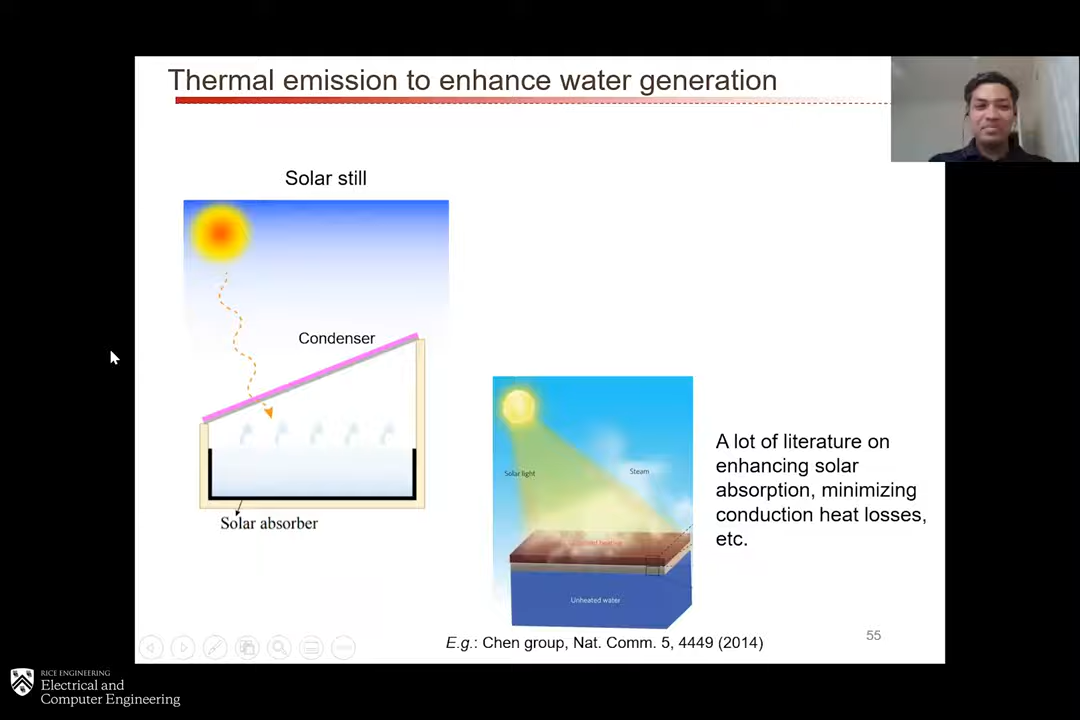 Thermal emission to enhance water generation
Solar still
Condenser
Solar absorber
Solar light
Steam
heating
Unheated water
A lot of literature on
enhancing solar
absorption, minimizing
conduction heat losses,
etc.
E.g.: Chen group, Nat. Comm. 5, 4449 (2014)
55
RICE ENGINEERING
Electrical and
Computer Engineering